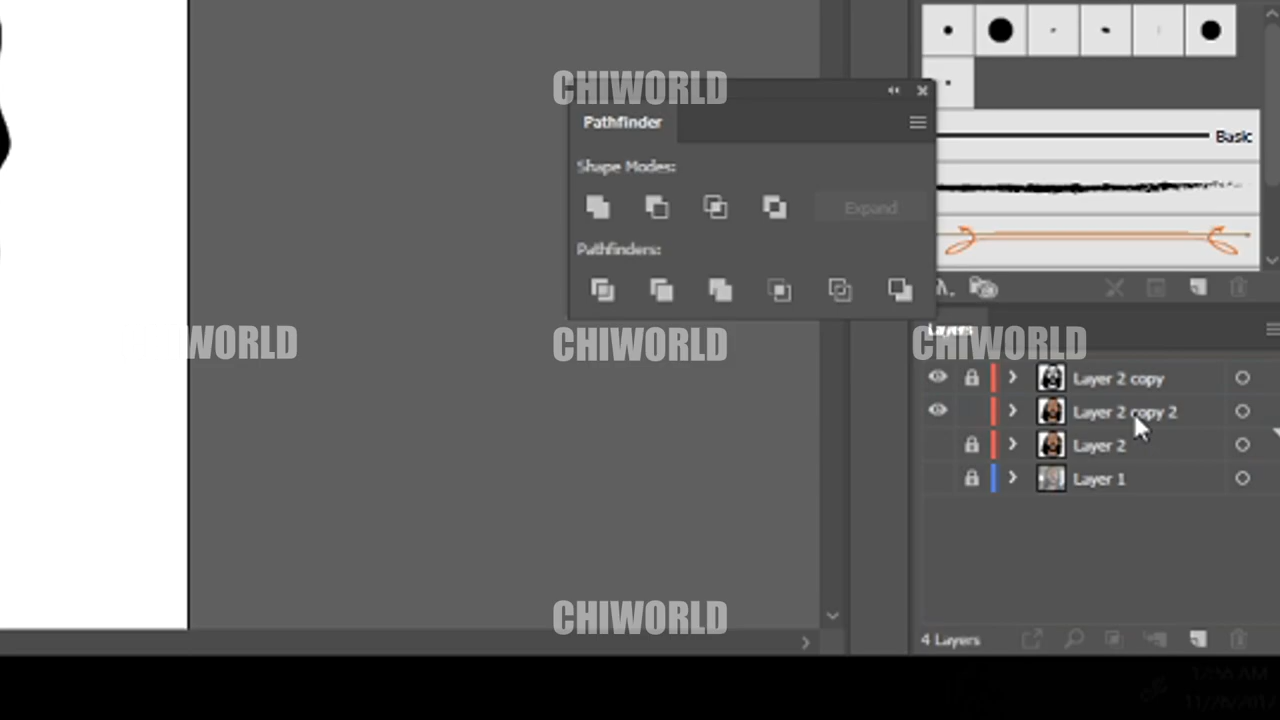 CHIWORLD
Pathfinder
Basic
Shape Modes:
Expand
Pathfinders:
WORLD
CHIWORLD
CHIWORLD
Layers
Layer 2 copy
Layer 2 copy 2
Layer 2
Layer 1
CHIWORLD
4 Layers